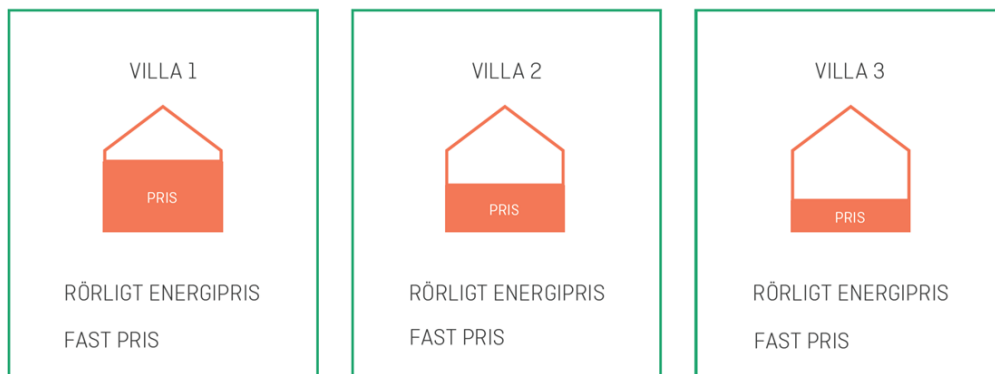 VILLA 1
PRIS
RÖRLIGT ENERGIPRIS
FAST PRIS
VILLA 2
PRIS
RÖRLIGT ENERGIPRIS
FAST PRIS
VILLA 3
PRIS
RÖRLIGT ENERGIPRIS
FAST PRIS